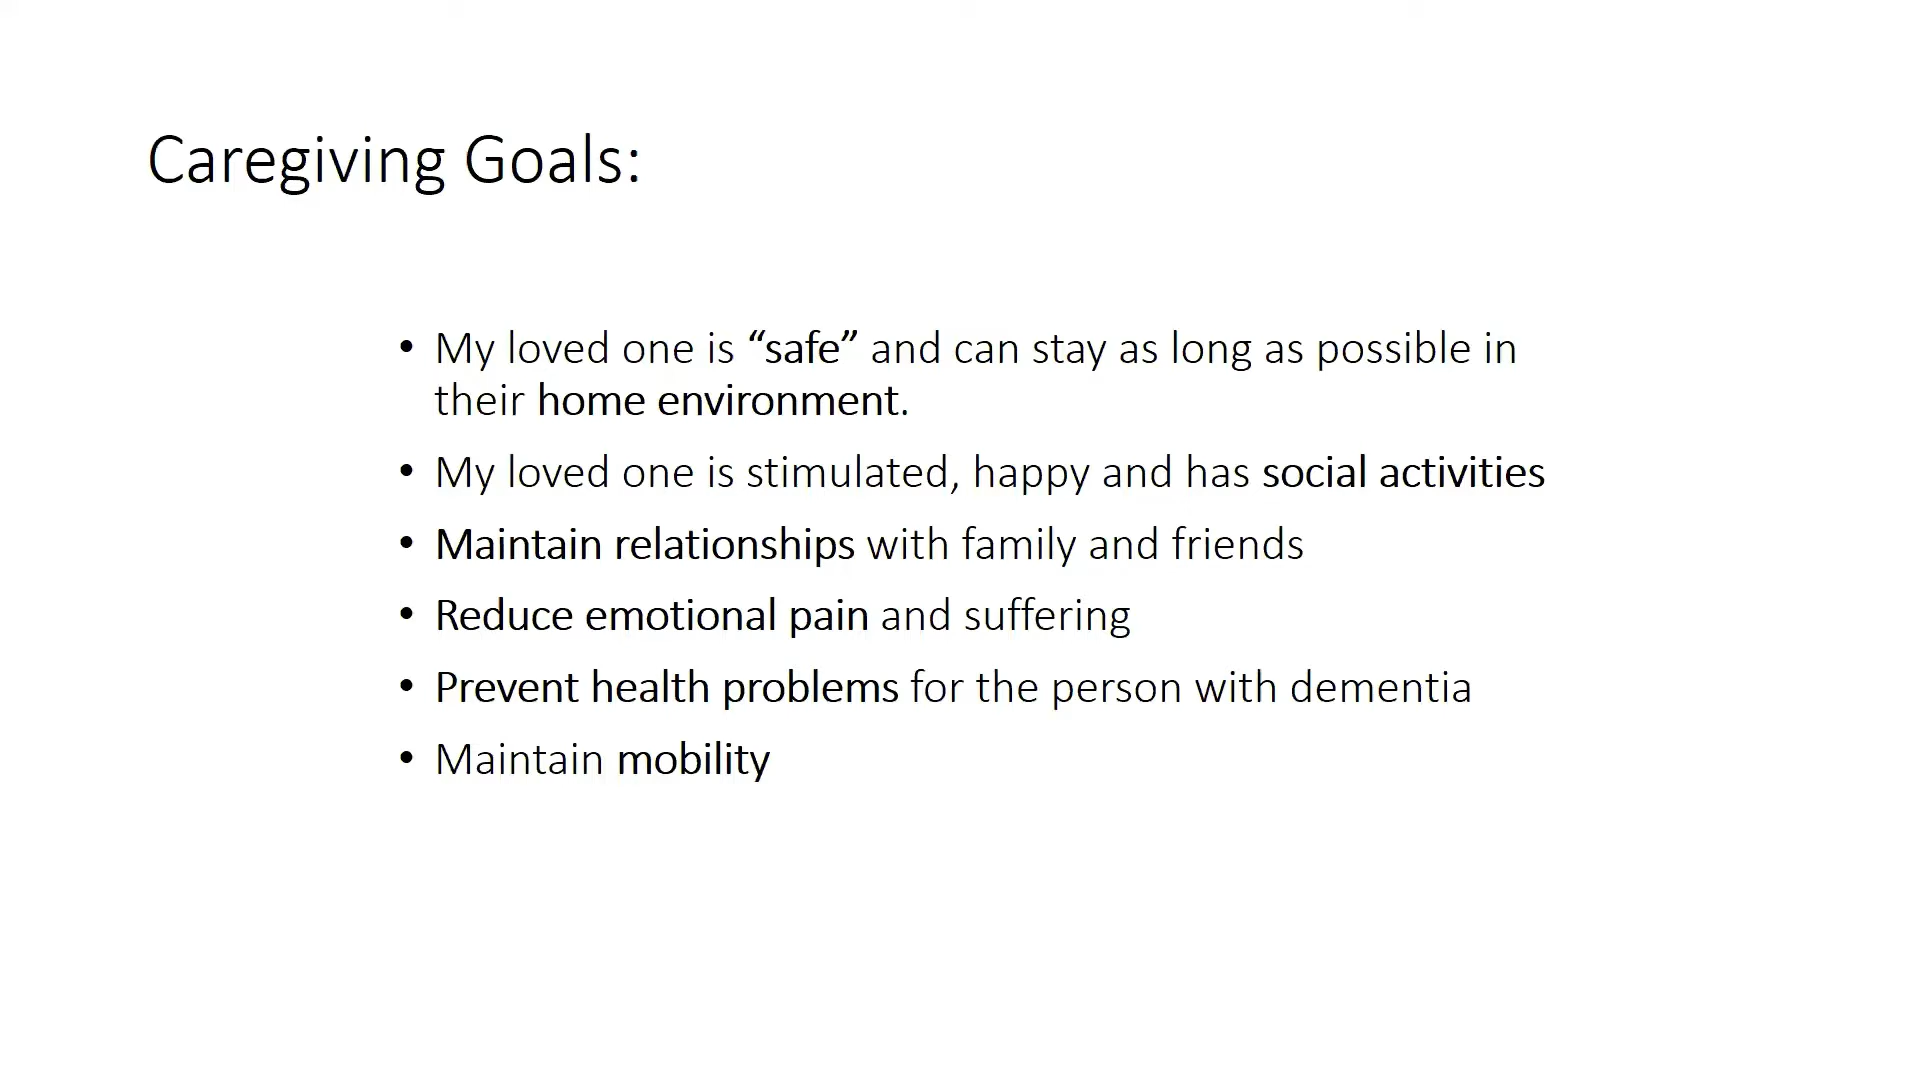 Caregiving Goals:
• My loved one is “safe” and can stay as long as possible in
their home environment.
• My loved one is stimulated, happy and has social activities
• Maintain relationships with family and friends
• Reduce emotional pain and suffering
• Prevent health problems for the person with dementia
• Maintain mobility